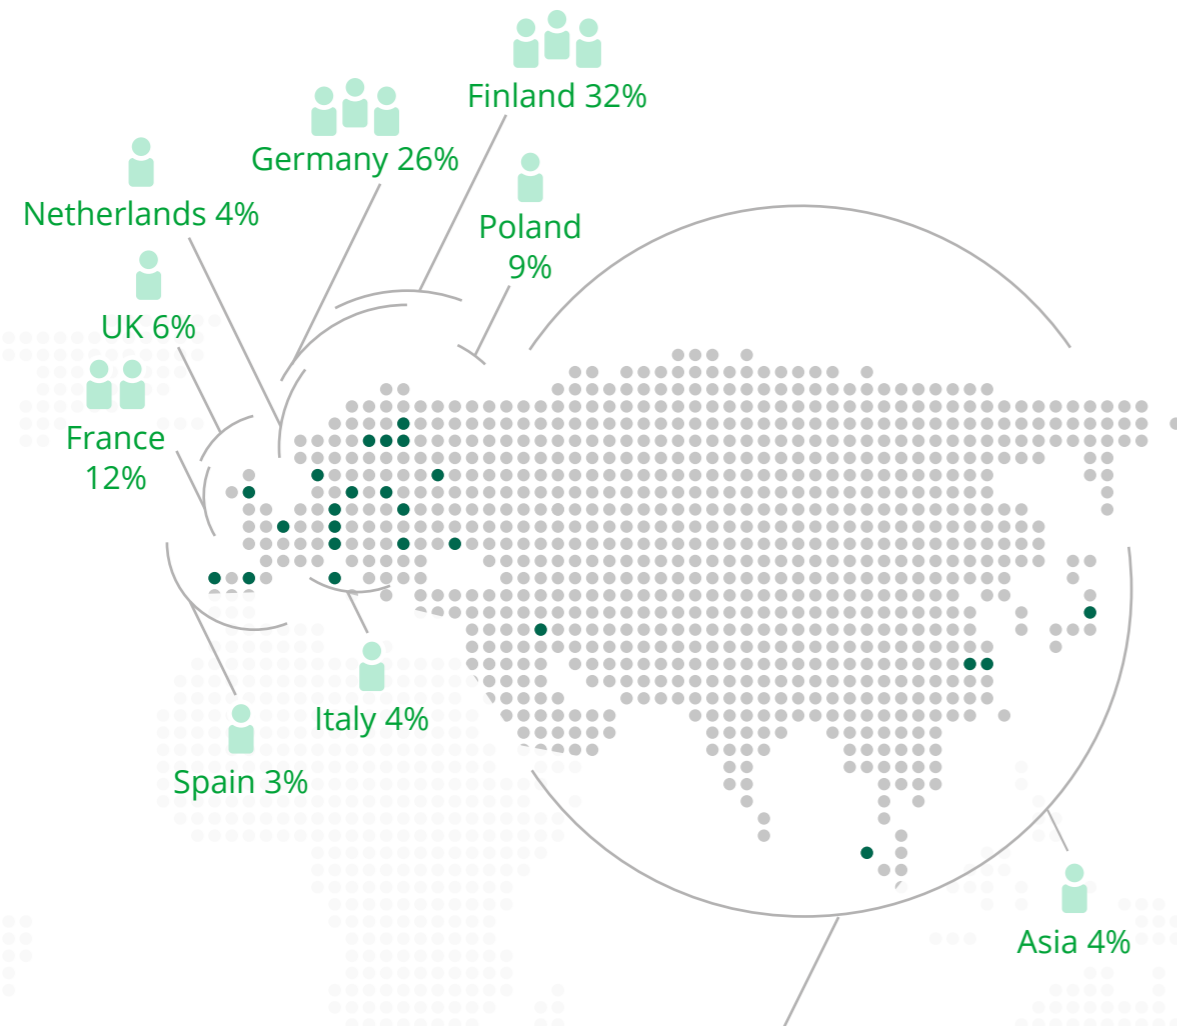 Finland 32%
Germany 26%
Netherlands 4%
Poland
9%
UK 6%
France
12%
Italy 4%
Spain 3%
Asia 4%